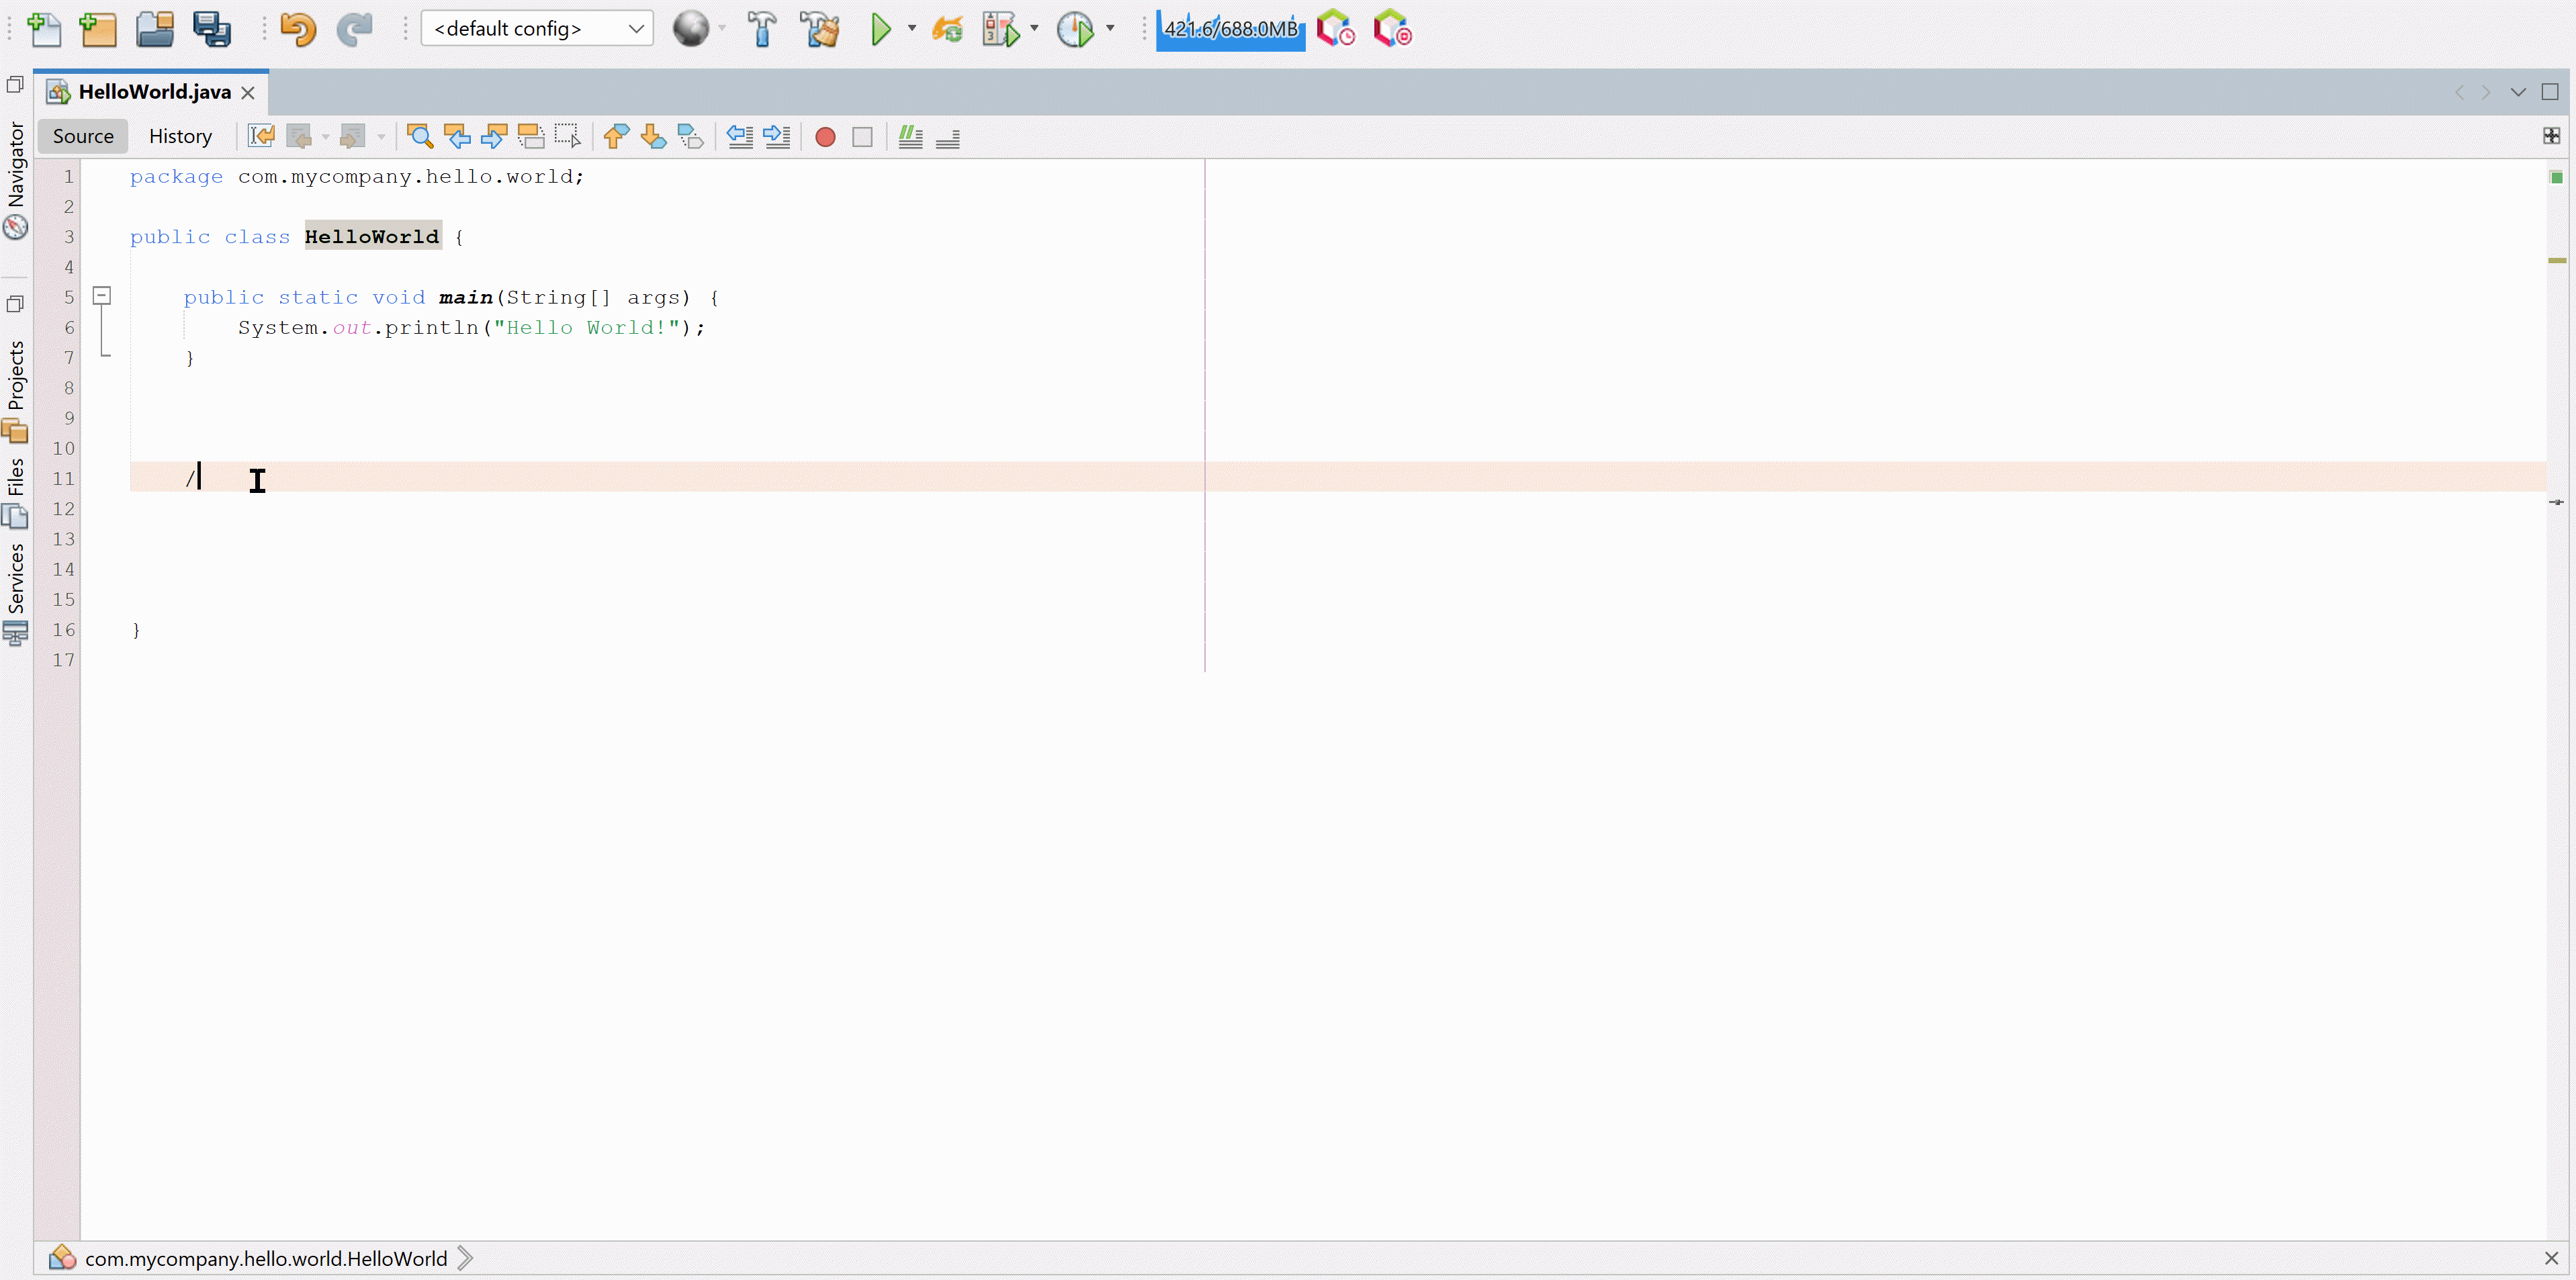 <default config>
421.6/688.0MB
HelloWorld.java
Source History
Navigator
Projects
Files
Services
1 package com.mycompany.hello.world;
2
3 public class HelloWorld {
4
5 public static void main(String[] args) {
6 System.out.println("Hello World!");
7 }
8
9
10
11 /
12
13
14
15
16 }
17
com.mycompany.hello.world.HelloWorld